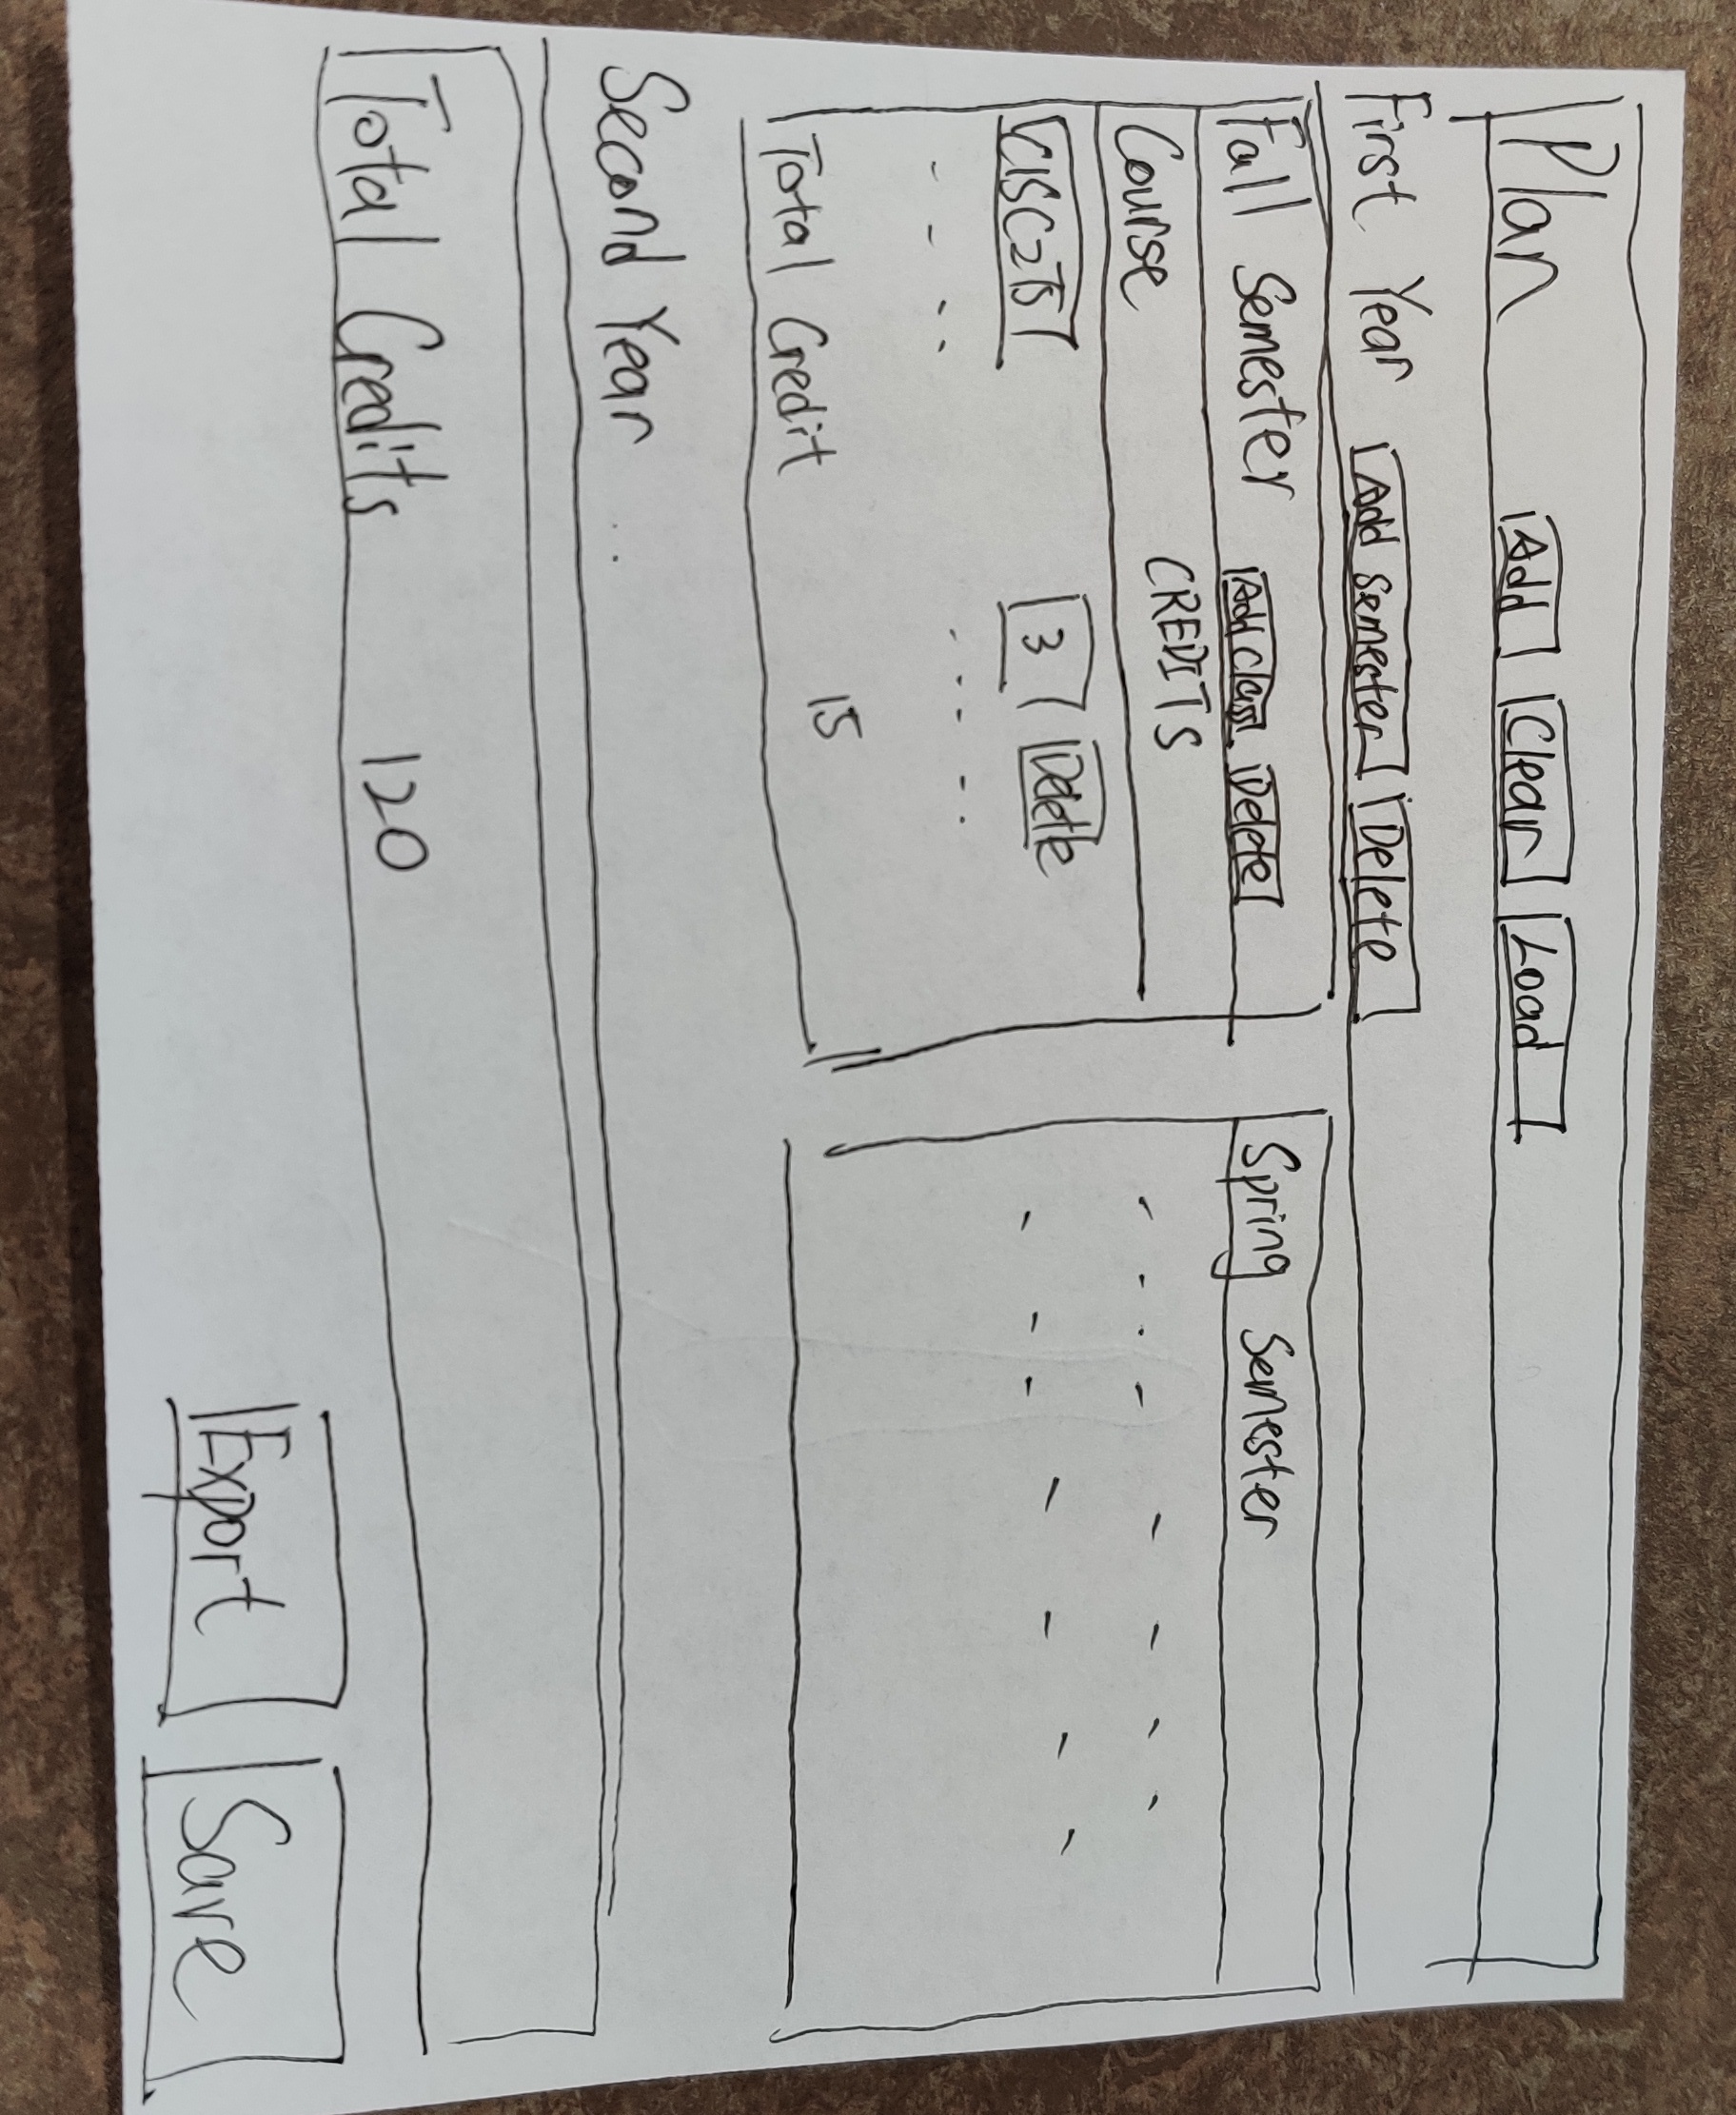 Plan Add Clear Load
First Year Add semester Delete
Fall Semester Add Class Delete
Course CREDITS
3 Delete
Total Credit 15
Spring Semester
Second Year ..
Total Credits 120
Export Save